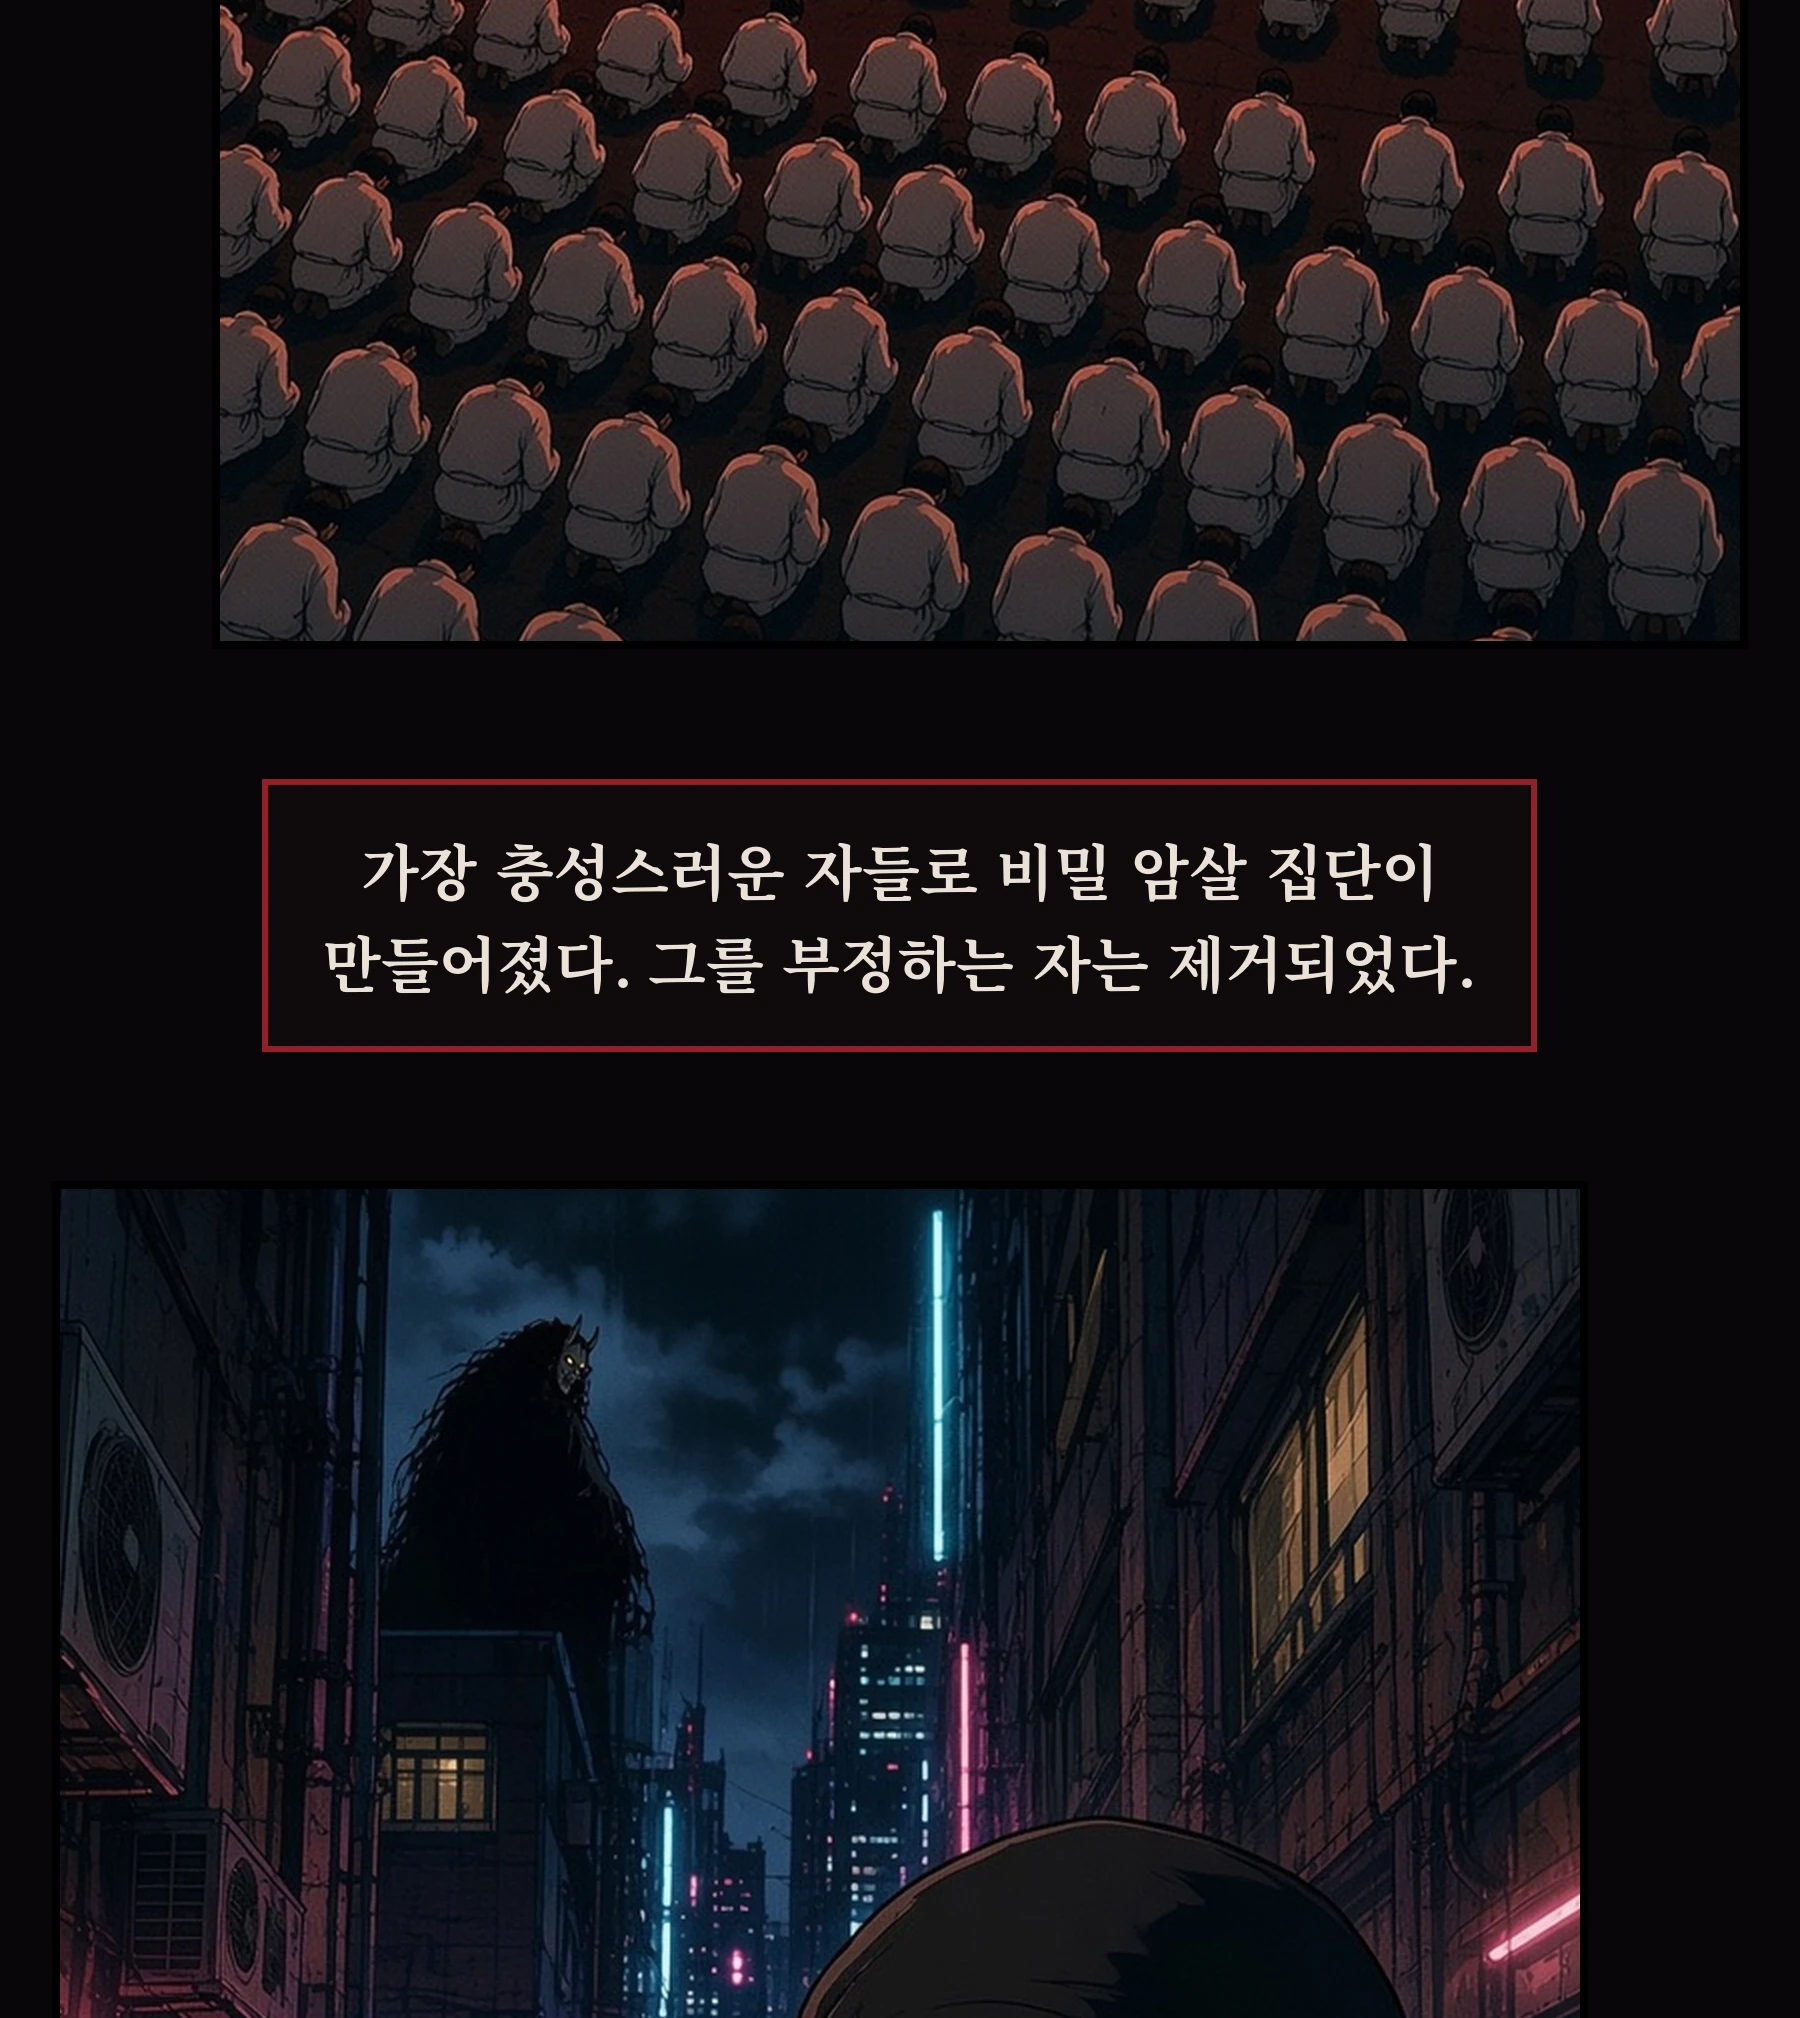 가장 충성스러운 자들로 비밀 암살 집단이
만들어졌다. 그를 부정하는 자는 제거되었다.